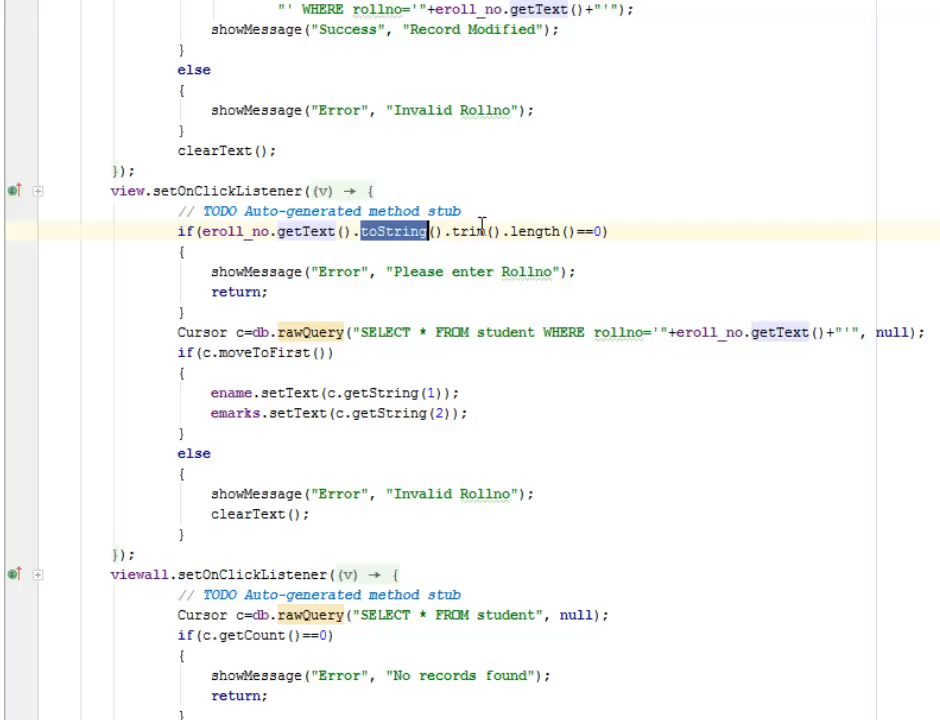 "' WHERE rollno='"+eroll_no.getText()+"'");
showMessage("Success", "Record Modified");
}
else
{
showMessage("Error", "Invalid Rollno");
}
clearText();
});
view.setOnClickListener((v) → {
// TODO Auto-generated method stub
if(eroll_no.getText().toString().trim().length()==0)
{
showMessage("Error", "Please enter Rollno");
return;
}
Cursor c=db.rawQuery("SELECT * FROM student WHERE rollno='"+eroll_no.getText()+"'", null);
if(c.moveToFirst())
{
ename.setText(c.getString(1));
emarks.setText(c.getString(2));
}
else
{
showMessage("Error", "Invalid Rollno");
clearText();
}
});
viewall.setOnClickListener((v) → {
// TODO Auto-generated method stub
Cursor c=db.rawQuery("SELECT * FROM student", null);
if(c.getCount()==0)
{
showMessage("Error", "No records found");
return;
}